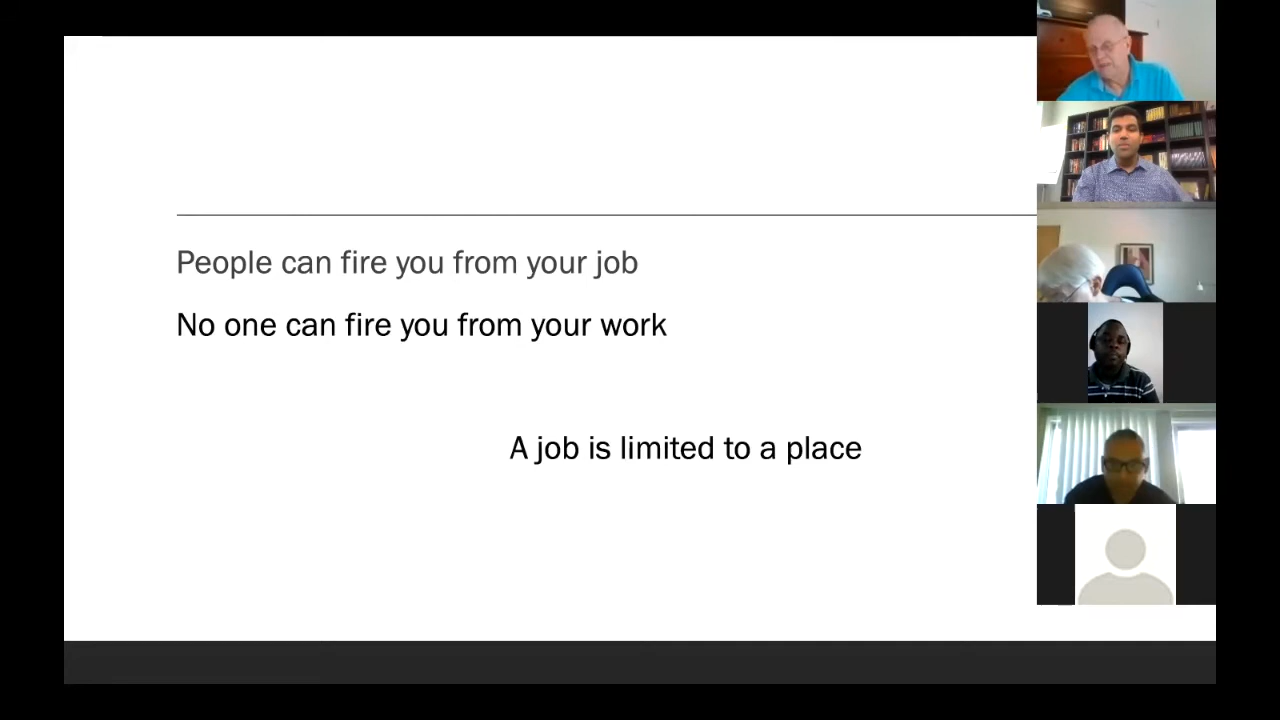 People can fire you from your job
No one can fire you from your work
A job is limited to a place